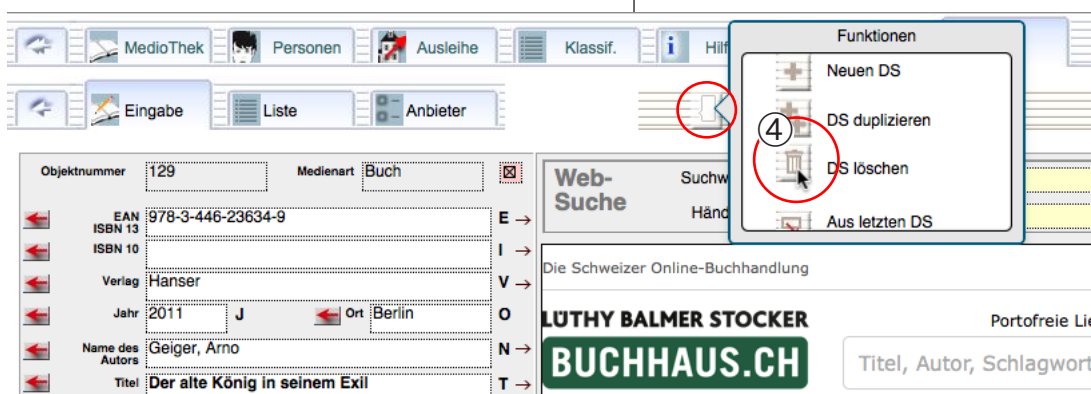 MedioThek Personen Ausleihe Klassif. i Hilf
Funktionen
Neuen DS
DS duplizieren
④
DS löschen
Aus letzten DS
Eingabe Liste Anbieter
Objektnummer 129 Medienart Buch
EAN ISBN 13 978-3-446-23634-9 E →
ISBN 10 I →
Verlag Hanser V →
Jahr 2011 J Ort Berlin O
Name des Autors Geiger, Arno N →
Titel Der alte König in seinem Exil T →
Web-Suche
Suchw
Händ
Die Schweizer Online-Buchhandlung
LÜTHY BALMER STOCKER
BUCHHAUS.CH
Portofreie Lie
Titel, Autor, Schlagwort